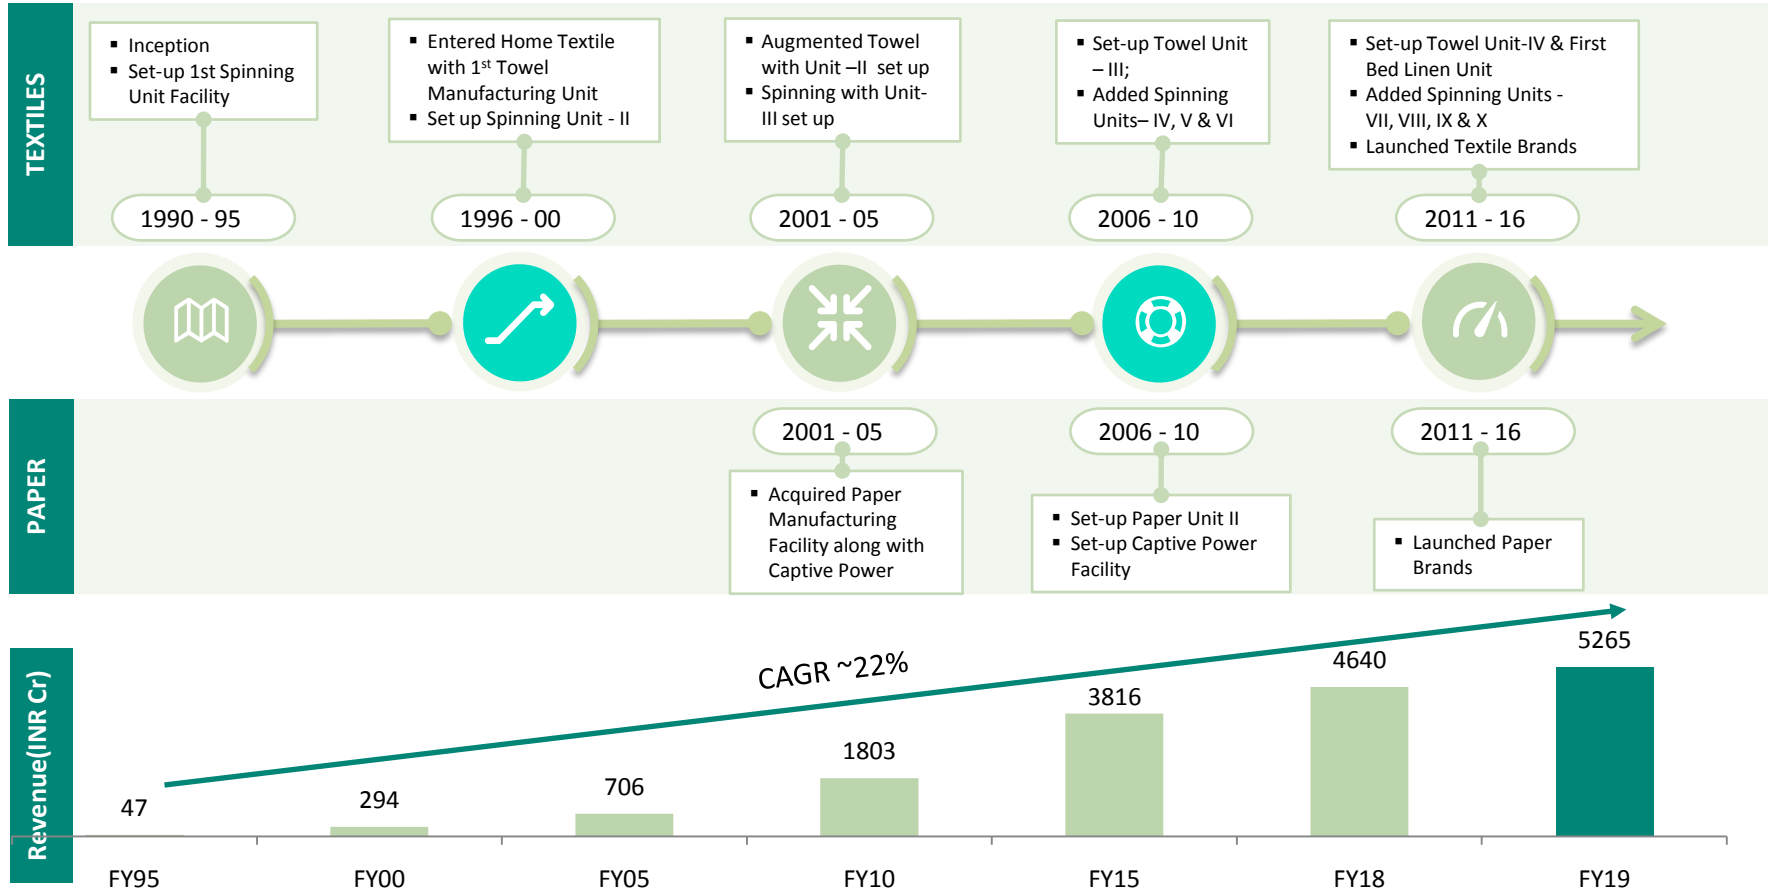 TEXTILES
▪ Inception
▪ Set-up 1st Spinning
Unit Facility
1990 - 95
▪ Entered Home Textile
with 1st Towel
Manufacturing Unit
▪ Set up Spinning Unit - II
1996 - 00
▪ Augmented Towel
with Unit –II set up
▪ Spinning with Unit-
III set up
2001 - 05
▪ Set-up Towel Unit
– III;
▪ Added Spinning
Units– IV, V & VI
2006 - 10
▪ Set-up Towel Unit-IV & First
Bed Linen Unit
▪ Added Spinning Units -
VII, VIII, IX & X
▪ Launched Textile Brands
2011 - 16
PAPER
2001 - 05
▪ Acquired Paper
Manufacturing
Facility along with
Captive Power
2006 - 10
▪ Set-up Paper Unit II
▪ Set-up Captive Power
Facility
2011 - 16
▪ Launched Paper
Brands
Revenue(INR Cr)
CAGR ~22%
47
294
706
1803
3816
4640
5265
FY95
FY00
FY05
FY10
FY15
FY18
FY19